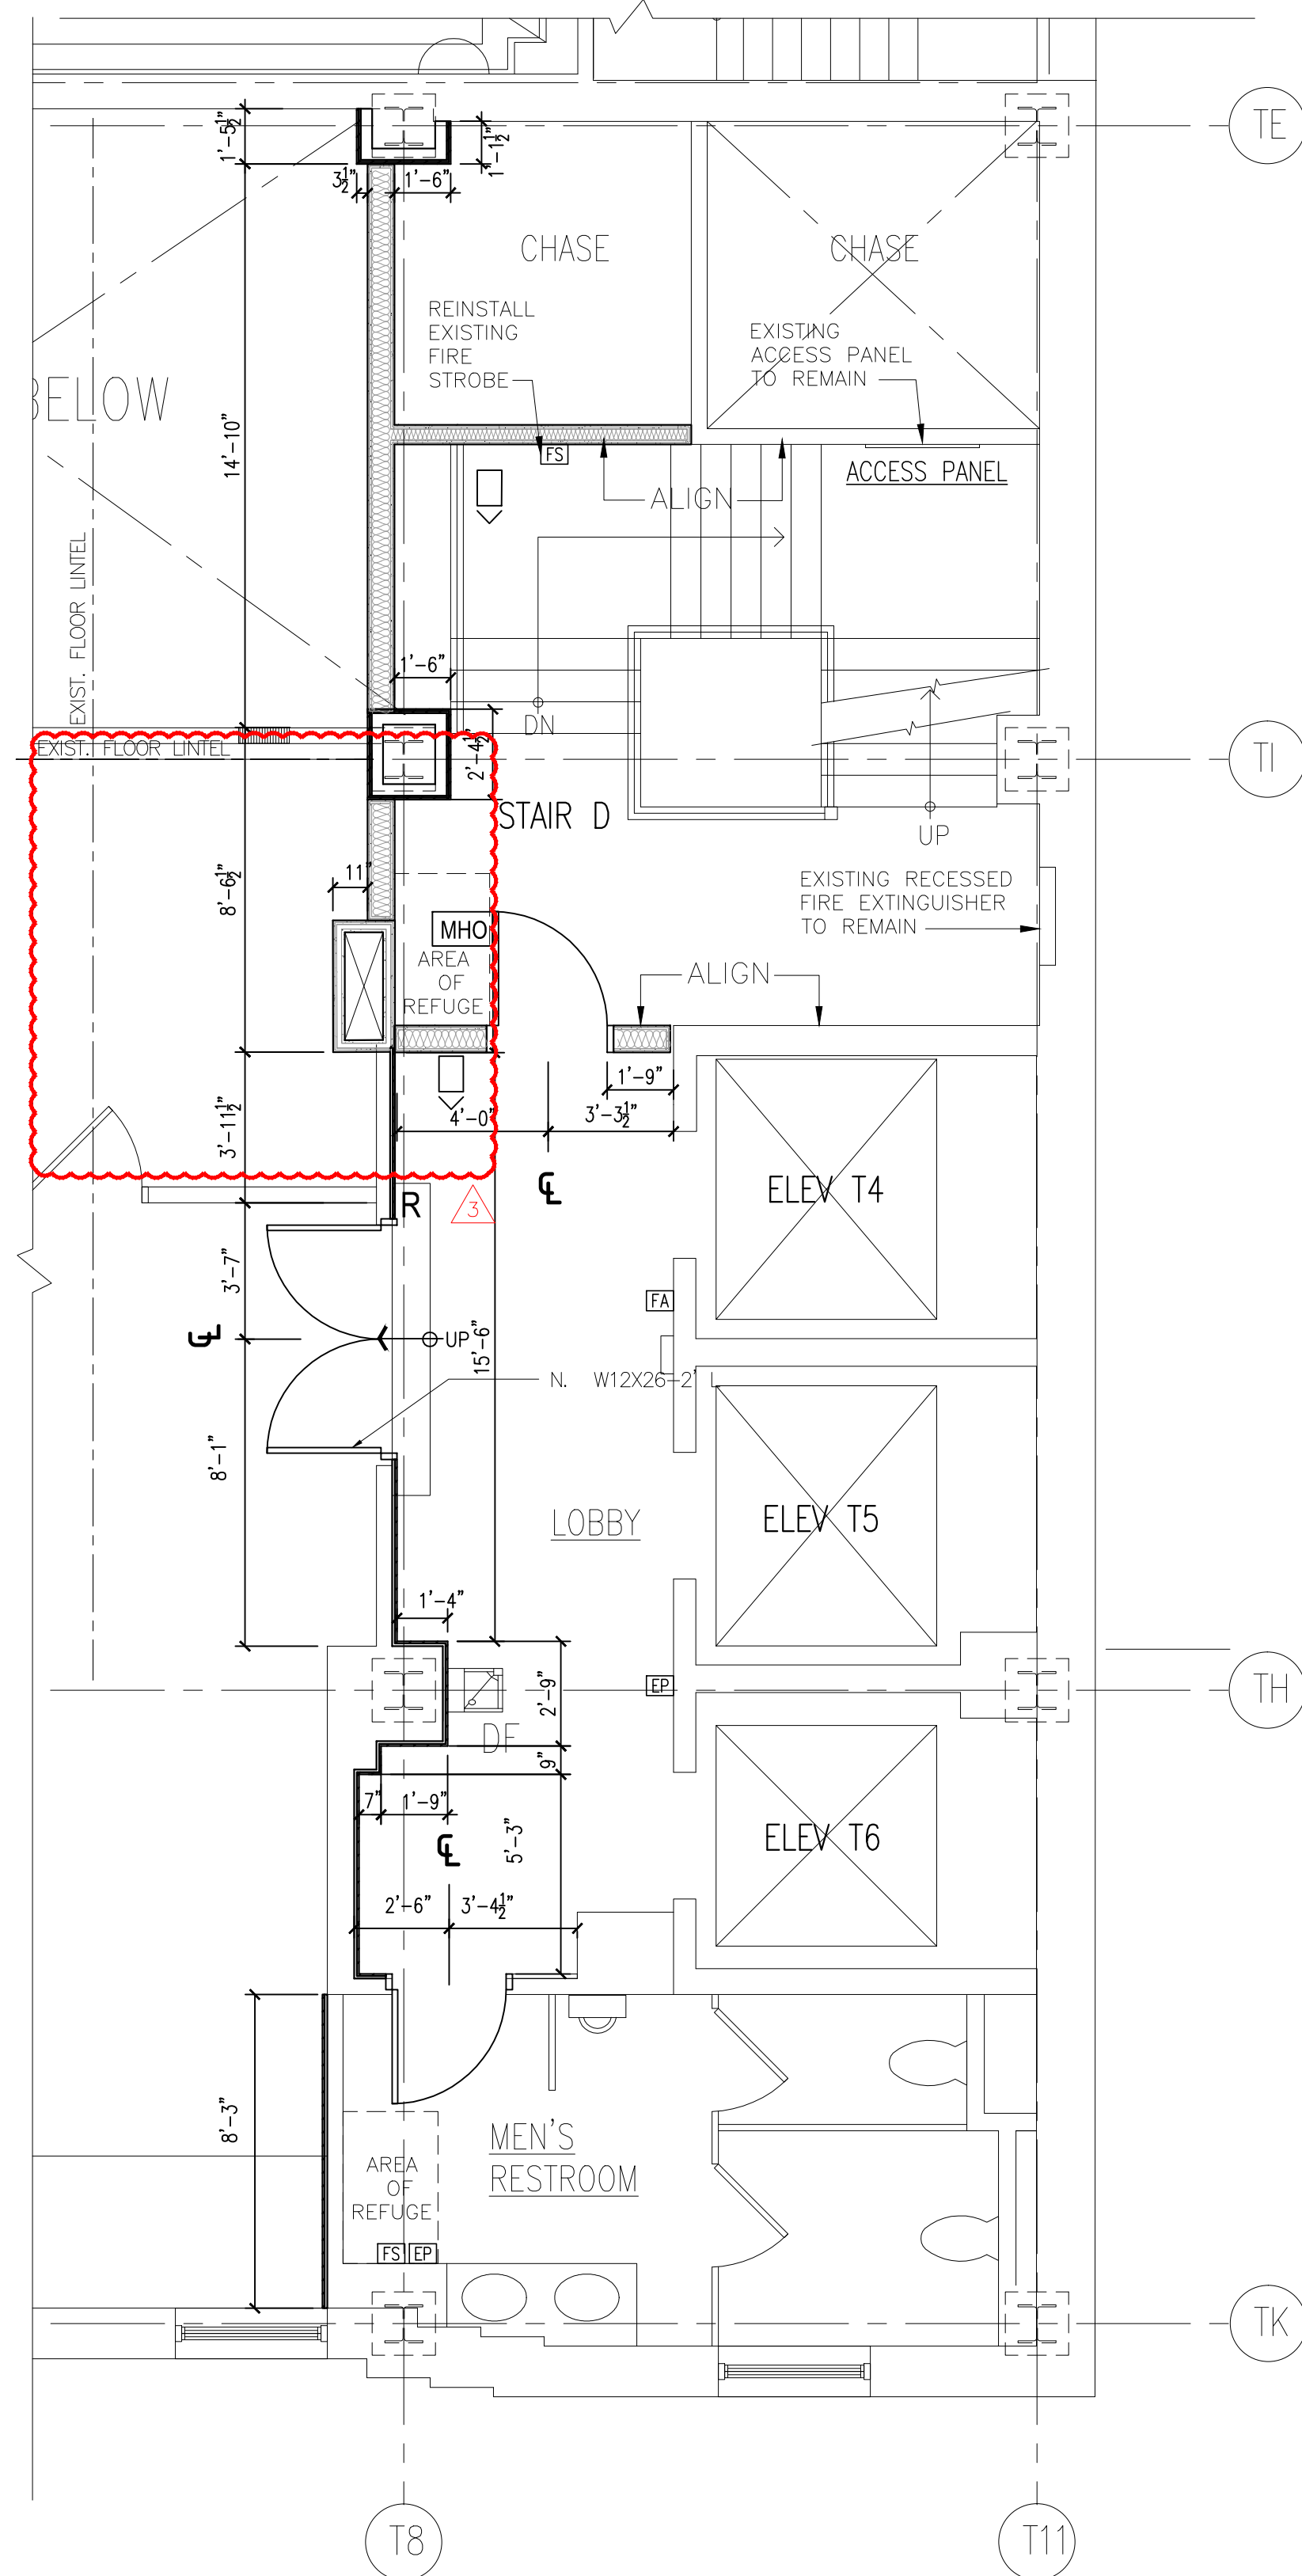 TE
1'-5½"
1'-1½"
3½"
1'-6"
CHASE
CHASE
REINSTALL
EXISTING
FIRE
STROBE
EXISTING
ACCESS PANEL
TO REMAIN
BELOW
14'-10"
FS
ACCESS PANEL
ALIGN
EXIST. FLOOR LINTEL
1'-6"
DN
EXIST. FLOOR LINTEL
2'-4½"
TI
STAIR D
UP
11"
8'-6½"
EXISTING RECESSED
FIRE EXTINGUISHER
TO REMAIN
MHO
AREA
OF
REFUGE
ALIGN
1'-9"
3'-11½"
4'-0"
3'-3½"
CL
ELEV T4
R
3
3'-7"
FA
CL
UP
15'-6"
N. W12X26-2' L
8'-1"
LOBBY
ELEV T5
1'-4"
EP
TH
2'-9"
DF
9"
7"
1'-9"
CL
5'-3"
ELEV T6
2'-6"
3'-4½"
8'-3"
MEN'S
RESTROOM
AREA
OF
REFUGE
FS
EP
TK
T8
T11